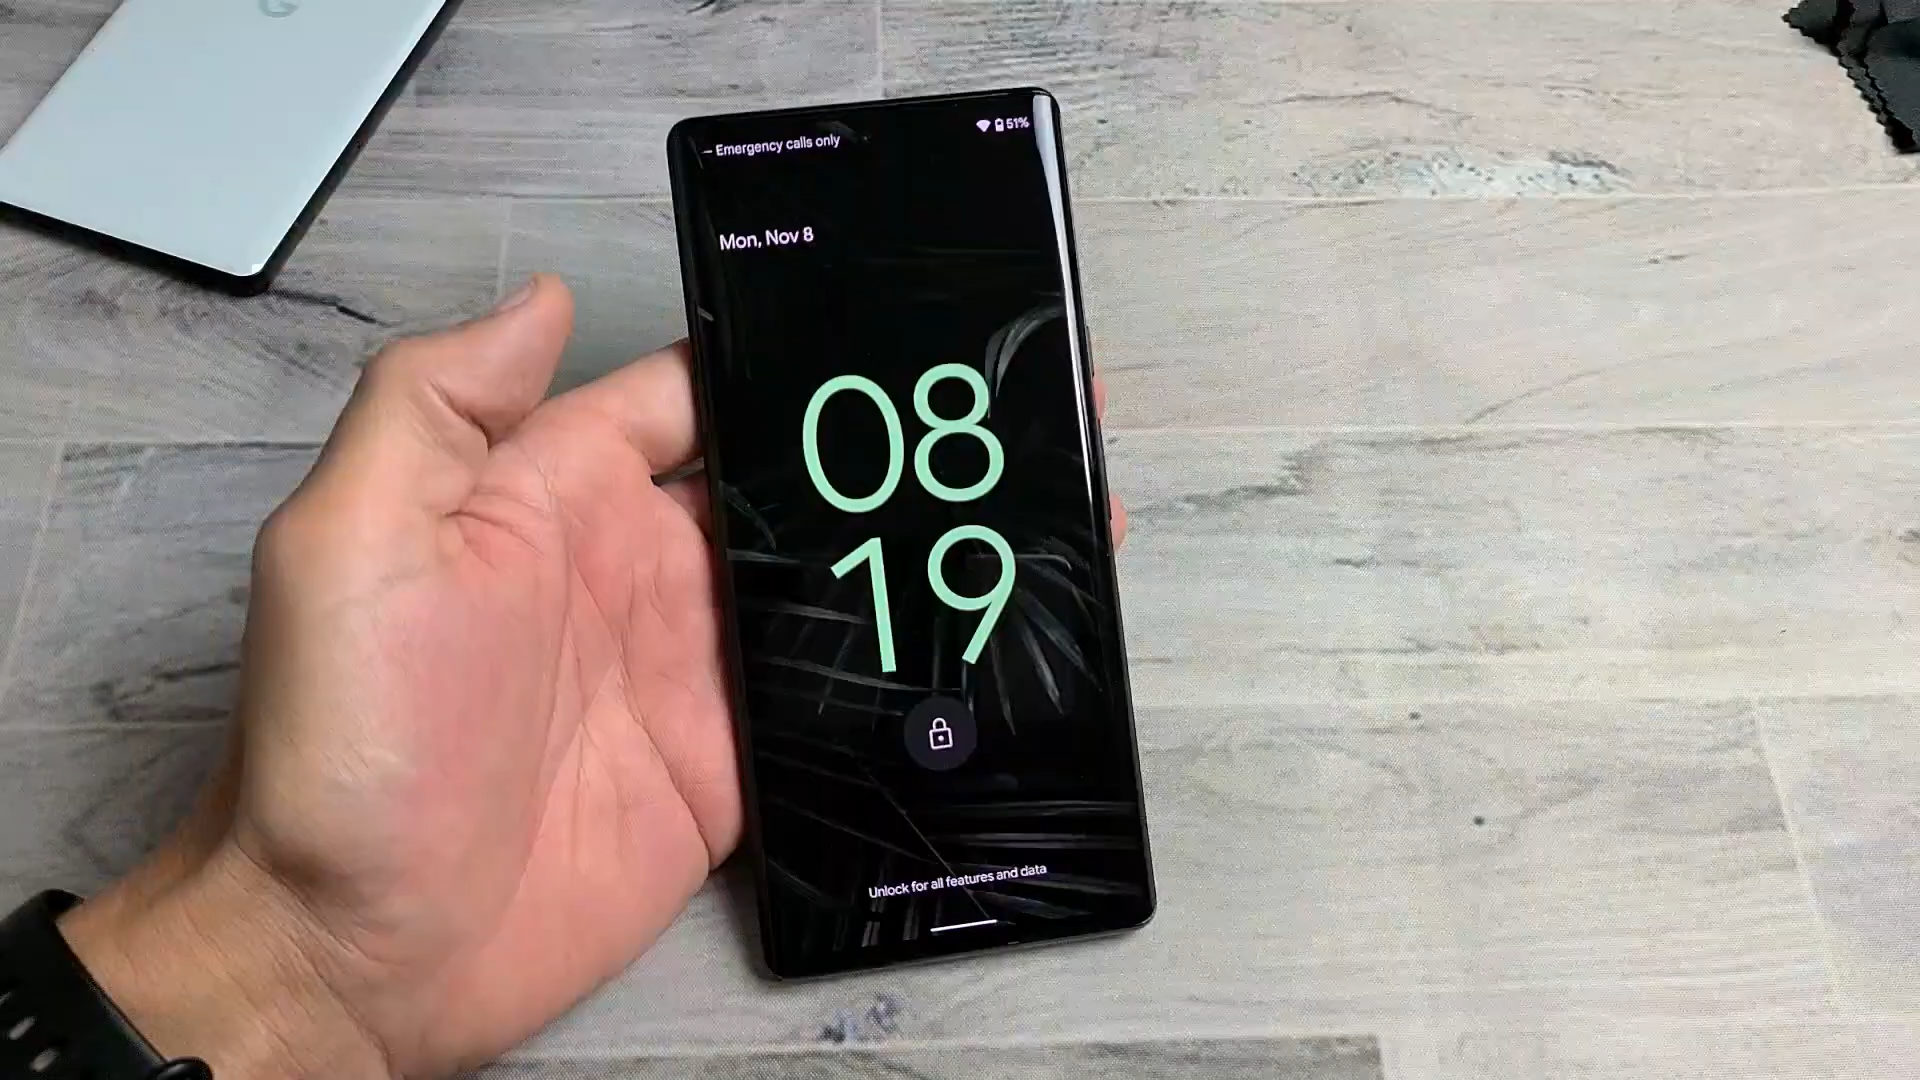 G
Emergency calls only
51%
Mon, Nov 8
08
19
Unlock for all features and data